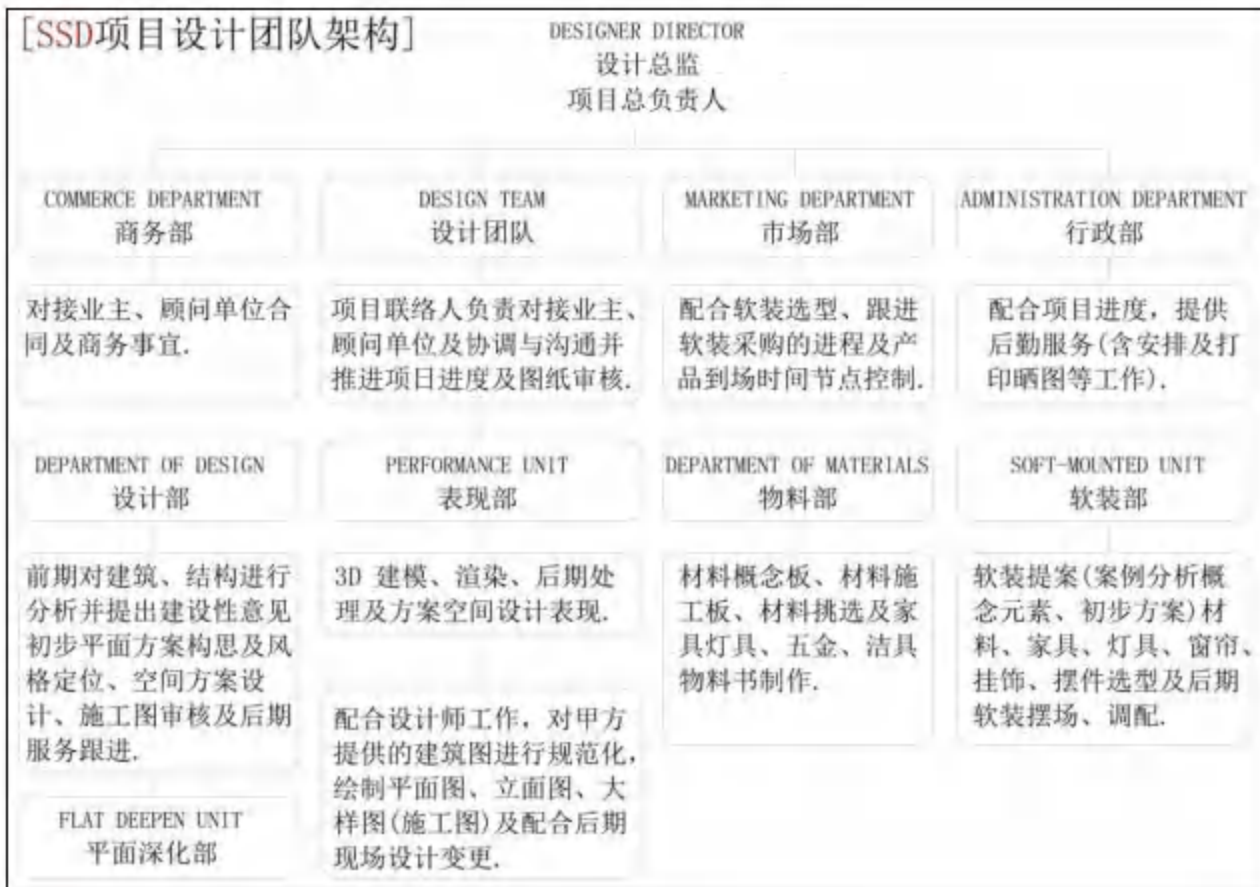 [SSD项目设计团队架构]
DESIGNER DIRECTOR
设计总监
项目总负责人
COMMERCE DEPARTMENT
商务部
DESIGN TEAM
设计团队
MARKETING DEPARTMENT
市场部
ADMINISTRATION DEPARTMENT
行政部
对接业主、顾问单位合
同及商务事宜.
项目联络人负责对接业主、
顾问单位及协调与沟通并
推进项日进度及图纸审核.
配合软装选型、跟进
软装采购的进程及产
品到场时间节点控制.
配合项目进度，提供
后勤服务(含安排及打
印晒图等工作).
DEPARTMENT OF DESIGN
设计部
PERFORMANCE UNIT
表现部
DEPARTMENT OF MATERIALS
物料部
SOFT-MOUNTED UNIT
软装部
前期对建筑、结构进行
分析并提出建设性意见
初步平面方案构思及风
格定位、空间方案设
计、施工图审核及后期
服务跟进.
3D 建模、渲染、后期处
理及方案空间设计表现.
材料概念板、材料施
工板、材料挑选及家
具灯具、五金、洁具
物料书制作.
软装提案(案例分析概
念元素、初步方案)材
料、家具、灯具、窗帘、
挂饰、摆件选型及后期
软装摆场、调配.
FLAT DEEPEN UNIT
平面深化部
配合设计师工作，对甲方
提供的建筑图进行规范化，
绘制平面图、立面图、大
样图(施工图)及配合后期
现场设计变更.